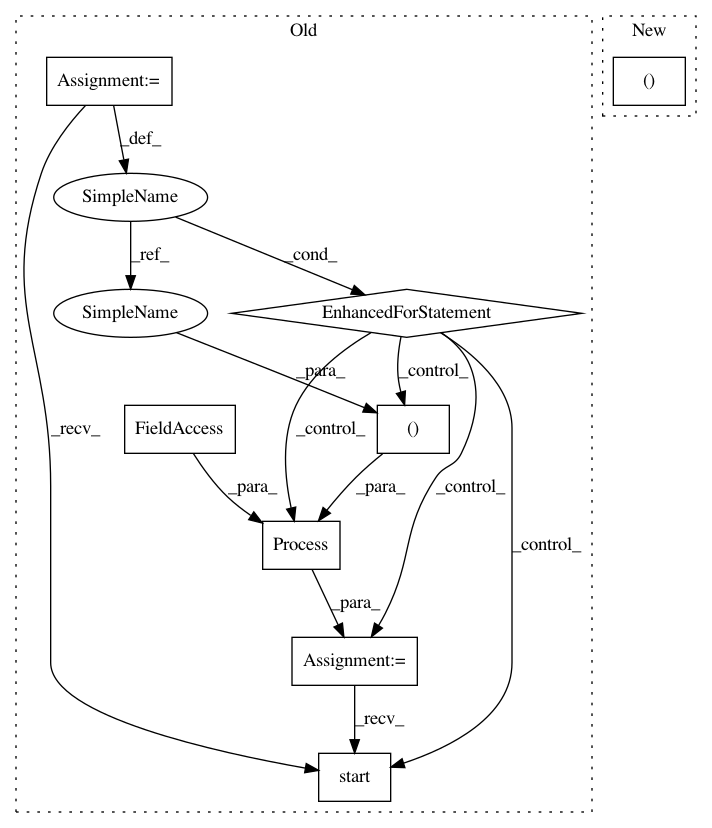 Old
New
Assignment:=
()
_def_
SimpleName
_ref_
_cond_
SimpleName
EnhancedForStatement
_para_
_control_
FieldAccess
()
_recv_
_control_
_para_
_para_
_control_
_control_
Process
_para_
Assignment:=
_recv_
start